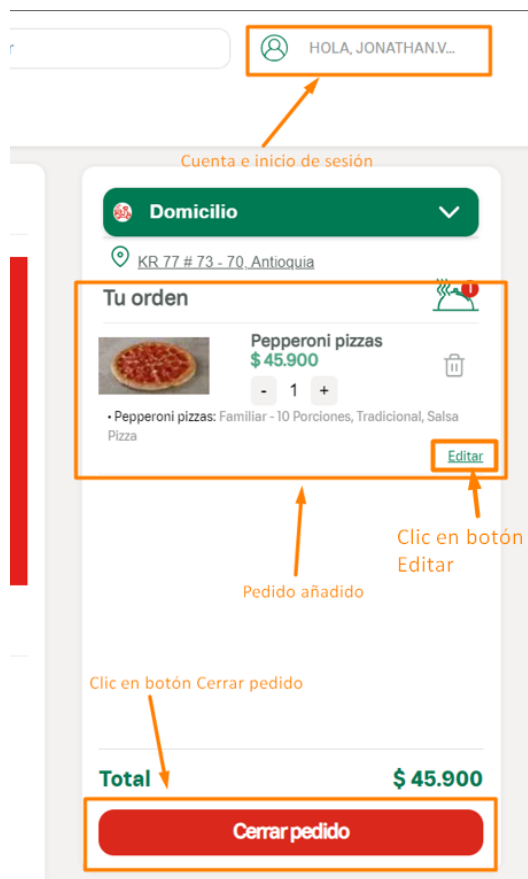 r
HOLA, JONATHAN.V...
Cuenta e inicio de sesión
Domicilio
KR 77 # 73 - 70, Antioquia
Tu orden
1
Pepperoni pizzas
$ 45.900
- 1 +
• Pepperoni pizzas: Familiar - 10 Porciones, Tradicional, Salsa
Pizza
Editar
Clic en botón
Editar
Pedido añadido
Clic en botón Cerrar pedido
Total $ 45.900
Cerrar pedido